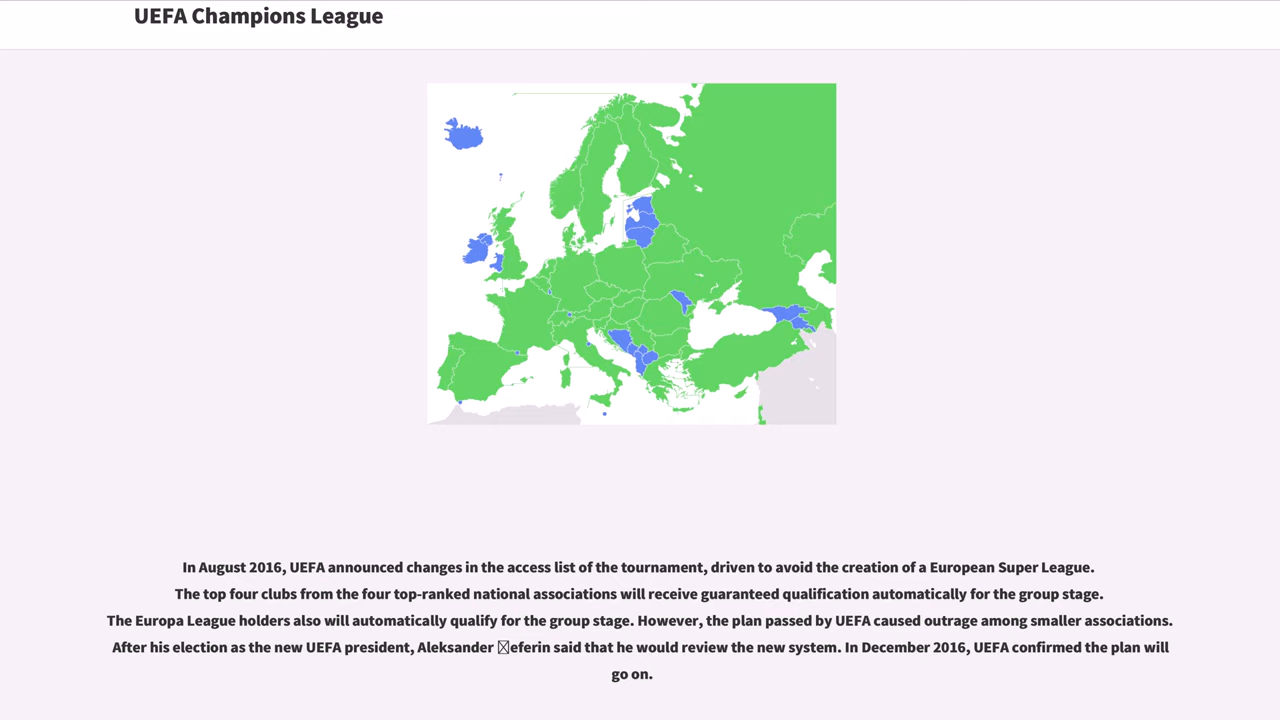 UEFA Champions League
In August 2016, UEFA announced changes in the access list of the tournament, driven to avoid the creation of a European Super League.
The top four clubs from the four top-ranked national associations will receive guaranteed qualification automatically for the group stage.
The Europa League holders also will automatically qualify for the group stage. However, the plan passed by UEFA caused outrage among smaller associations.
After his election as the new UEFA president, Aleksander □eferin said that he would review the new system. In December 2016, UEFA confirmed the plan will
go on.